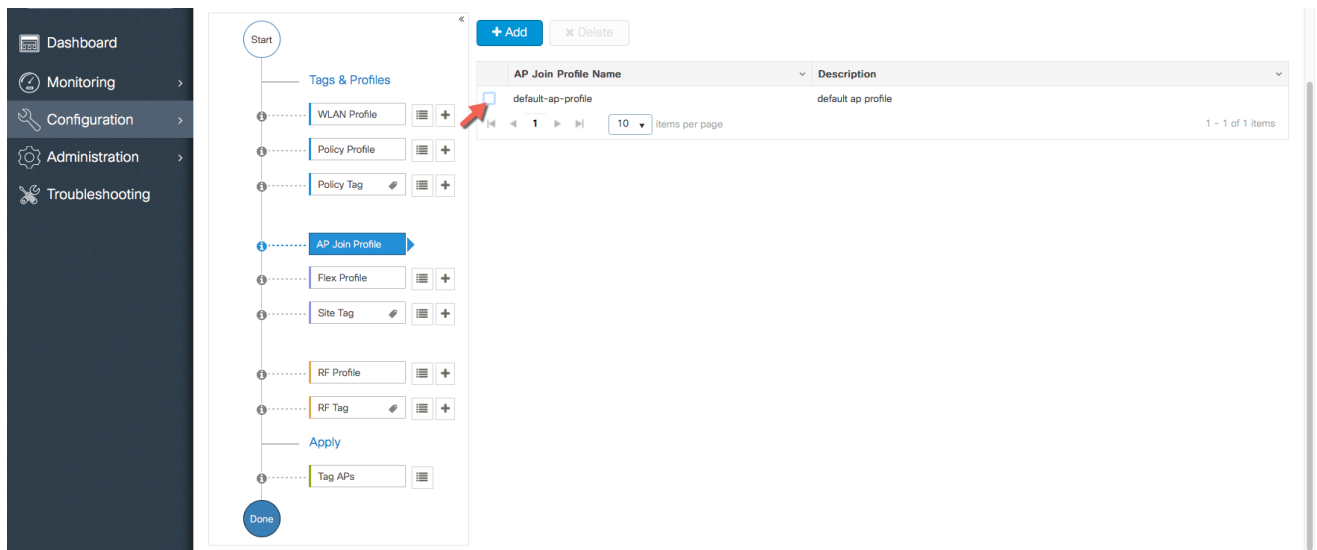 Dashboard
Monitoring
Configuration
Administration
Troubleshooting
Start
Tags & Profiles
WLAN Profile
Policy Profile
Policy Tag
AP Join Profile
Flex Profile
Site Tag
RF Profile
RF Tag
Apply
Tag APs
Done
+ Add × Delete
AP Join Profile Name Description
default-ap-profile default ap profile
1 10 items per page 1 - 1 of 1 items